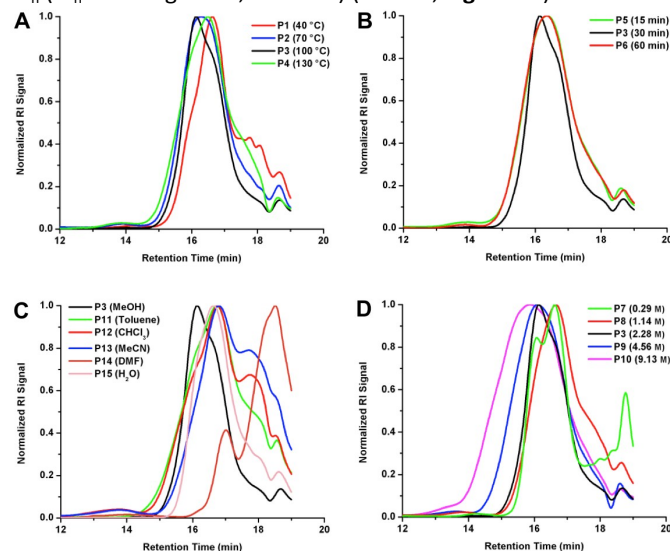 A
P1 (40 °C)
P2 (70 °C)
P3 (100 °C)
P4 (130 °C)
Normalized RI Signal
1.0
0.8
0.6
0.4
0.2
0.0
12 14 16 18 20
Retention Time (min)
B
P5 (15 min)
P3 (30 min)
P6 (60 min)
Normalized RI Signal
1.0
0.8
0.6
0.4
0.2
0.0
12 14 16 18 20
Retention Time (min)
C
P3 (MeOH)
P11 (Toluene)
P12 (CHCl₃)
P13 (MeCN)
P14 (DMF)
P15 (H₂O)
Normalized RI Signal
1.0
0.8
0.6
0.4
0.2
0.0
12 14 16 18 20
Retention Time (min)
D
P7 (0.29 M)
P8 (1.14 M)
P3 (2.28 M)
P9 (4.56 M)
P10 (9.13 M)
Normalized RI Signal
1.0
0.8
0.6
0.4
0.2
0.0
12 14 16 18 20
Retention Time (min)